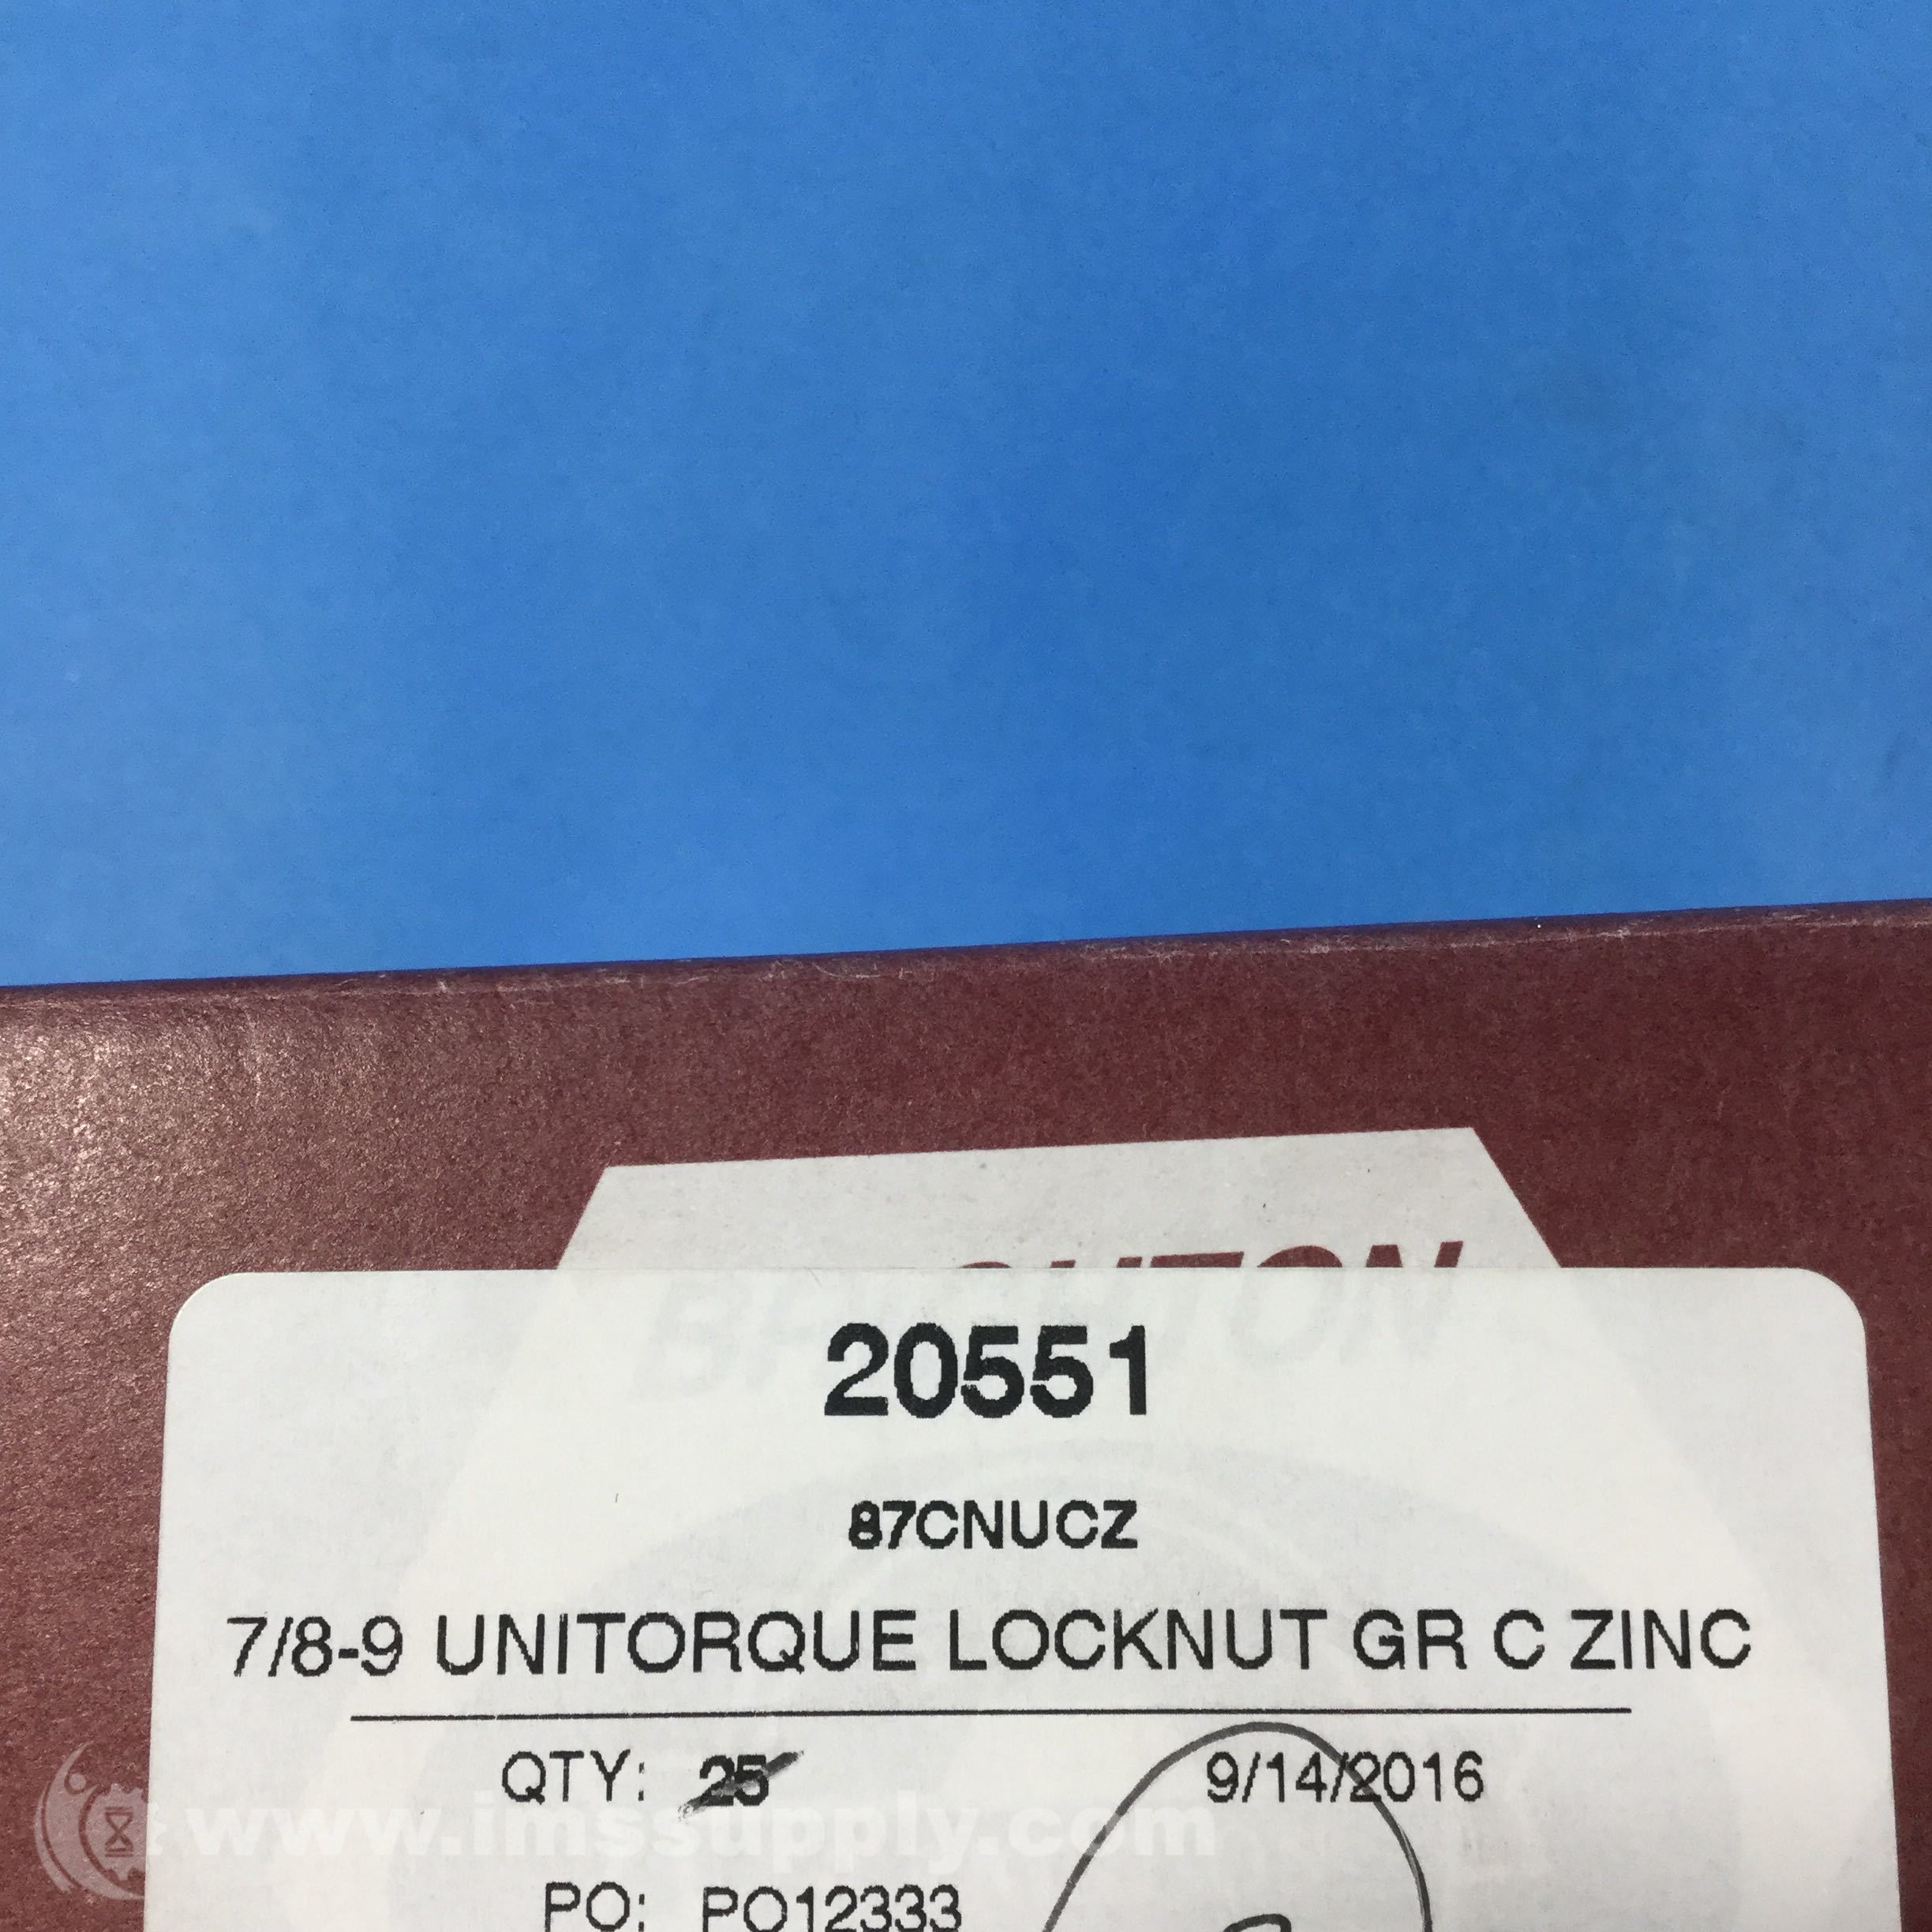 BRIGHTON
20551
87CNUCZ
7/8-9 UNITORQUE LOCKNUT GR C ZINC
QTY: 25 9/14/2016
www.imssupply.com
PO: PO12333